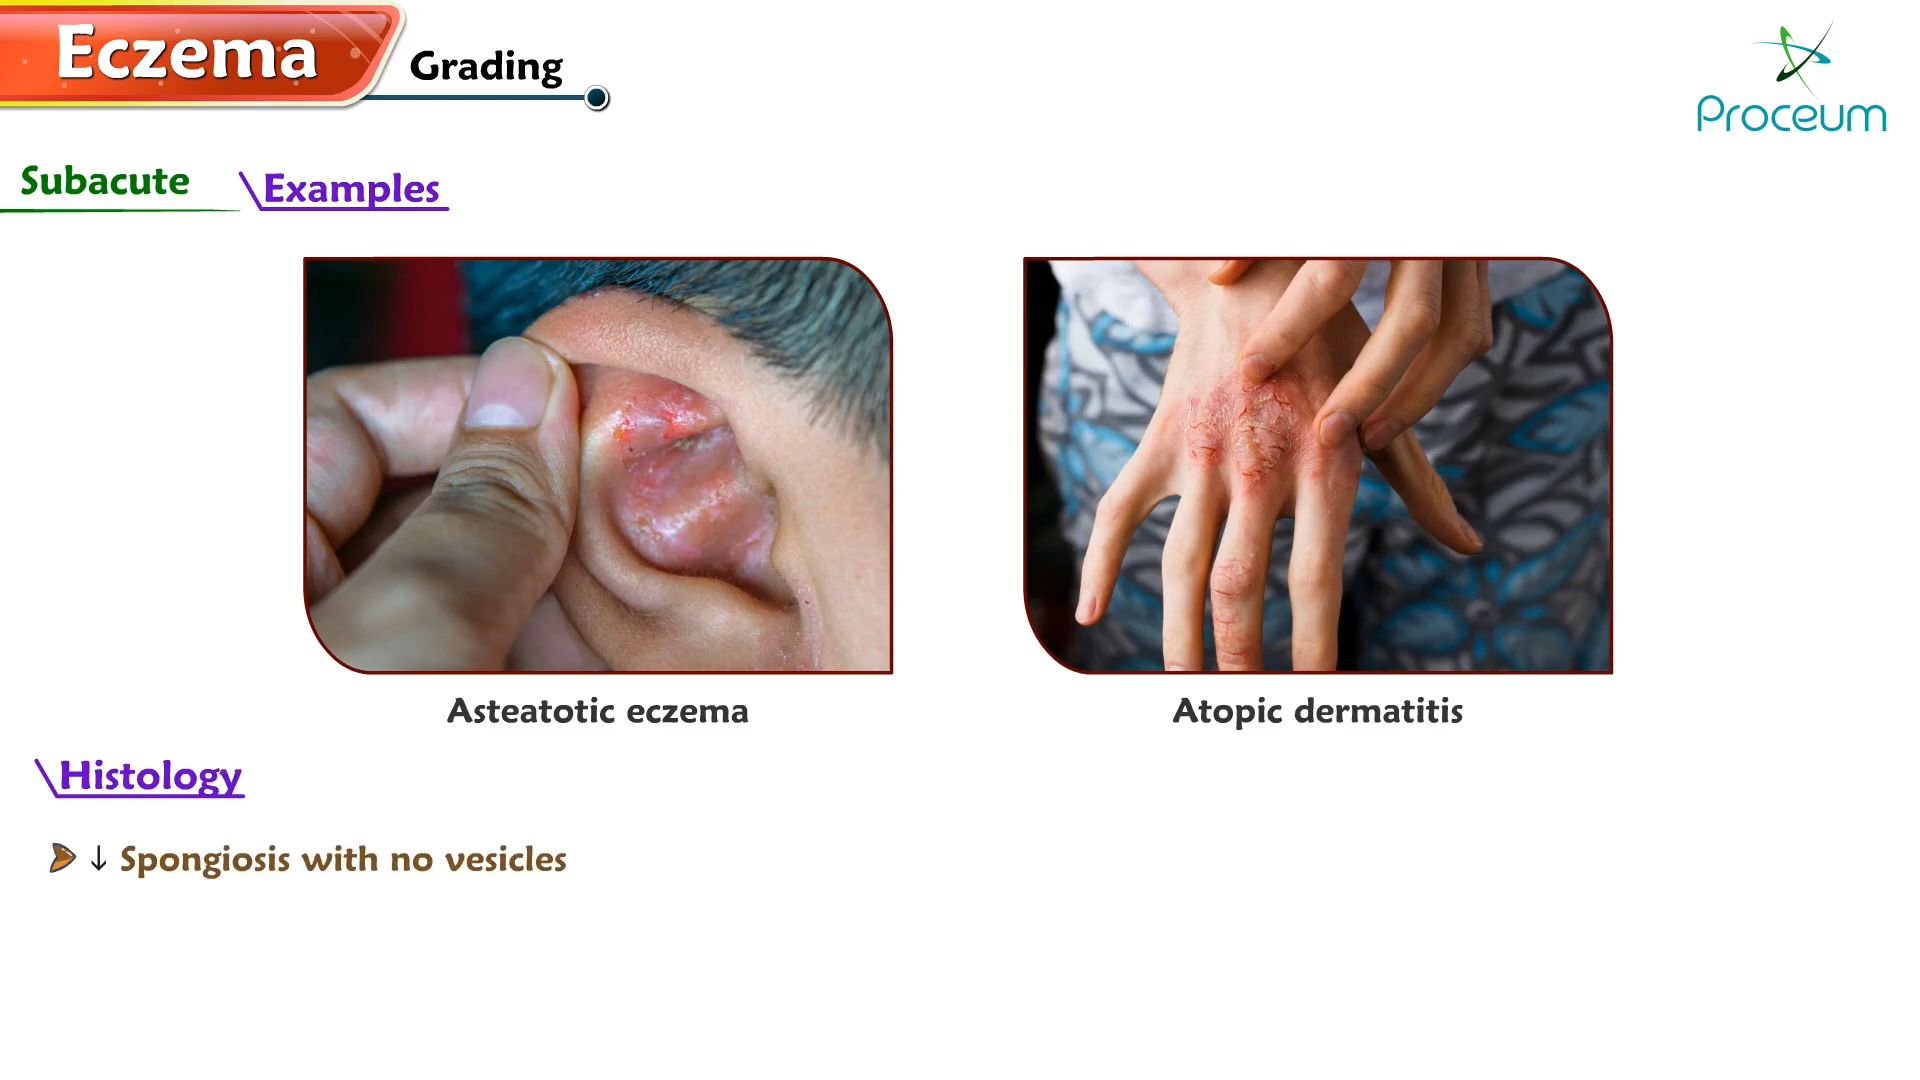 Eczema
Grading
Proceum
Subacute
Examples
Asteatotic eczema
Atopic dermatitis
Histology
↓ Spongiosis with no vesicles